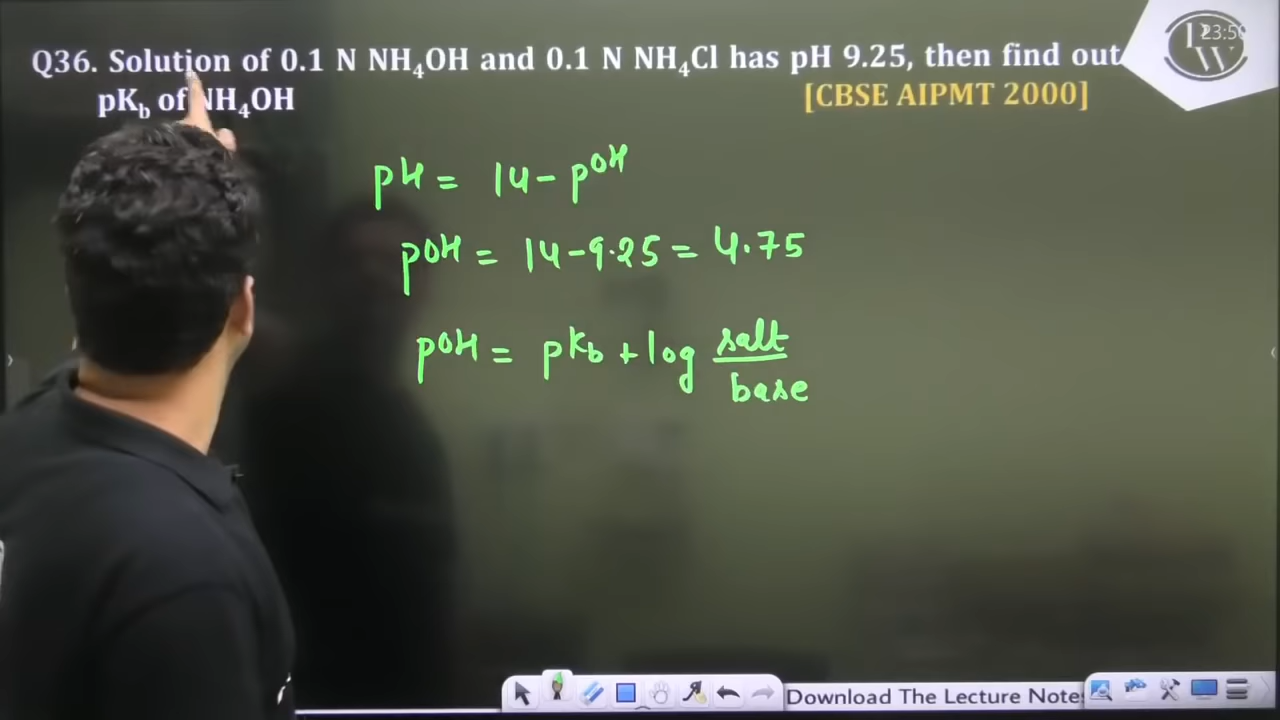 Q36. Solution of 0.1 N NH₄OH and 0.1 N NH₄Cl has pH 9.25, then find out
pK_b of NH₄OH
[CBSE AIPMT 2000]
pH = 14 - pOH
pOH = 14 - 9.25 = 4.75
pOH = pKb + log salt/base
Download The Lecture Notes